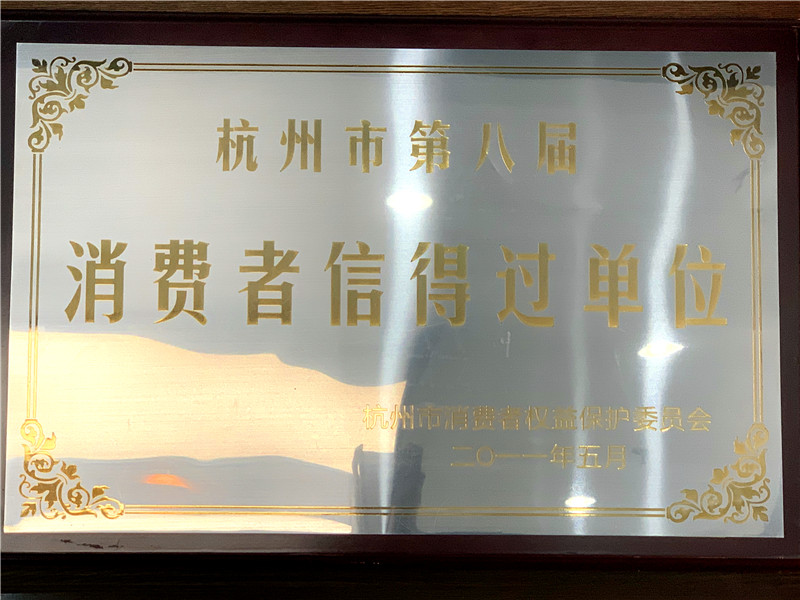 杭州市第八届
消费者信得过单位
杭州市消费者权益保护委员会
二〇一一年五月